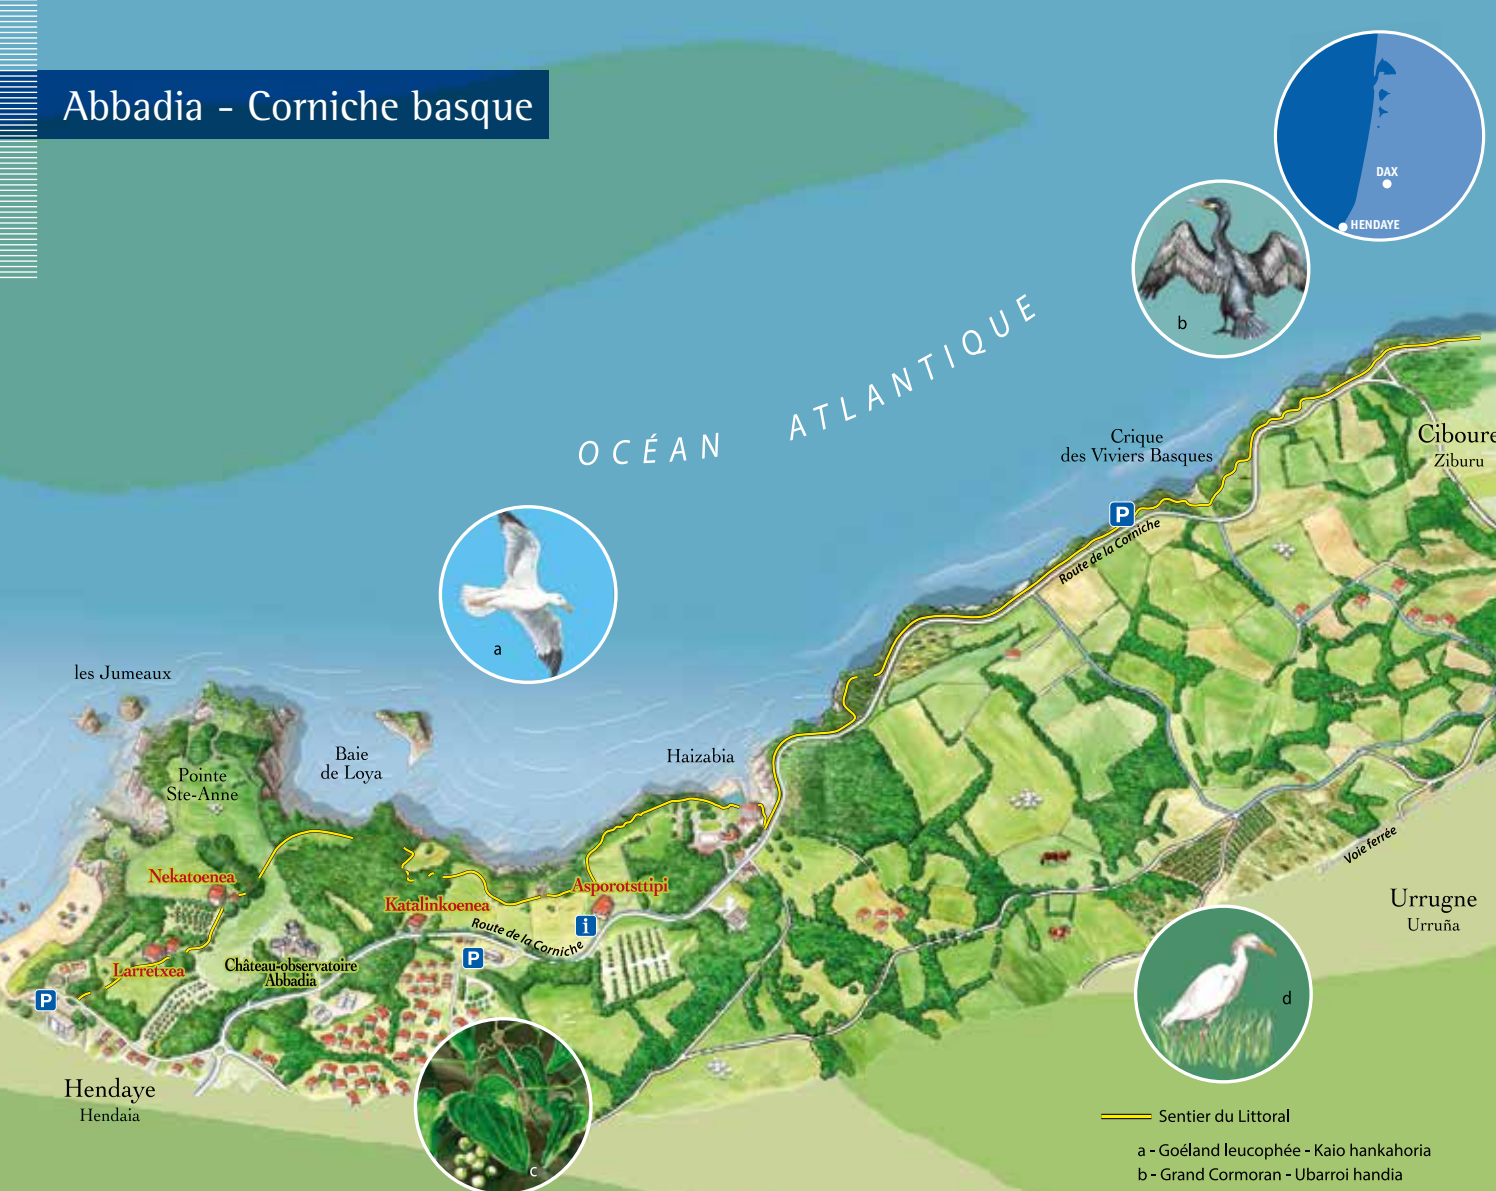 Abbadia - Corniche basque
DAX
HENDAYE
b
OCÉAN ATLANTIQUE
Crique
des Viviers Basques
Ciboure
Ziburu
P
Route de la Corniche
a
les Jumeaux
Baie
de Loya
Haizabia
Pointe
Ste-Anne
Nekatoenea
Asporotsttipi
Katalinkoenea
Route de la Corniche
i
P
Voie ferrée
Urrugne
Urruña
Larretxea
Château-observatoire
Abbadia
P
d
Hendaye
Hendaia
c
Sentier du Littoral
a - Goéland leucophée - Kaio hankahoria
b - Grand Cormoran - Ubarroi handia